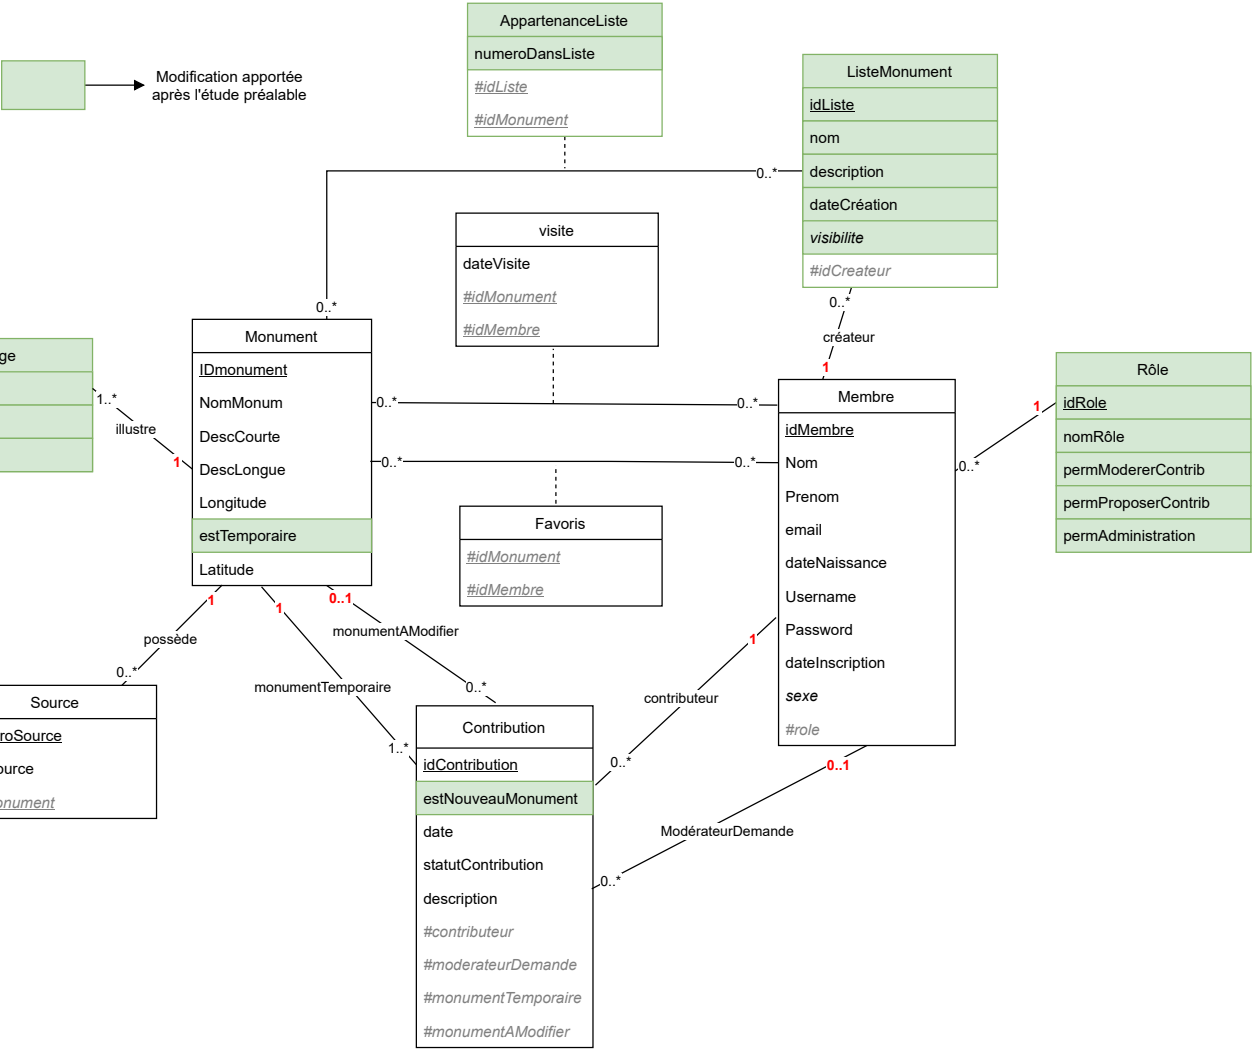 Modification apportée
après l'étude préalable
AppartenanceListe
numeroDansListe
#idListe
#idMonument
ListeMonument
idListe
nom
description
dateCréation
visibilite
#idCreateur
0..*
0..*
0..*
créateur
1
visite
dateVisite
#idMonument
#idMembre
Monument
IDmonument
NomMonum
DescCourte
DescLongue
Longitude
estTemporaire
Latitude
ge
1..*
illustre
1
0..*
0..*
0..*
0..*
Favoris
#idMonument
#idMembre
Membre
idMembre
Nom
Prenom
email
dateNaissance
Username
Password
dateInscription
sexe
#role
Rôle
idRole
nomRôle
permModererContrib
permProposerContrib
permAdministration
1
0..*
1
possède
0..*
1
monumentTemporaire
1..*
0..1
monumentAModifier
0..*
1
contributeur
0..*
0..1
ModérateurDemande
0..*
Source
roSource
ource
onument
Contribution
idContribution
estNouveauMonument
date
statutContribution
description
#contributeur
#moderateurDemande
#monumentTemporaire
#monumentAModifier